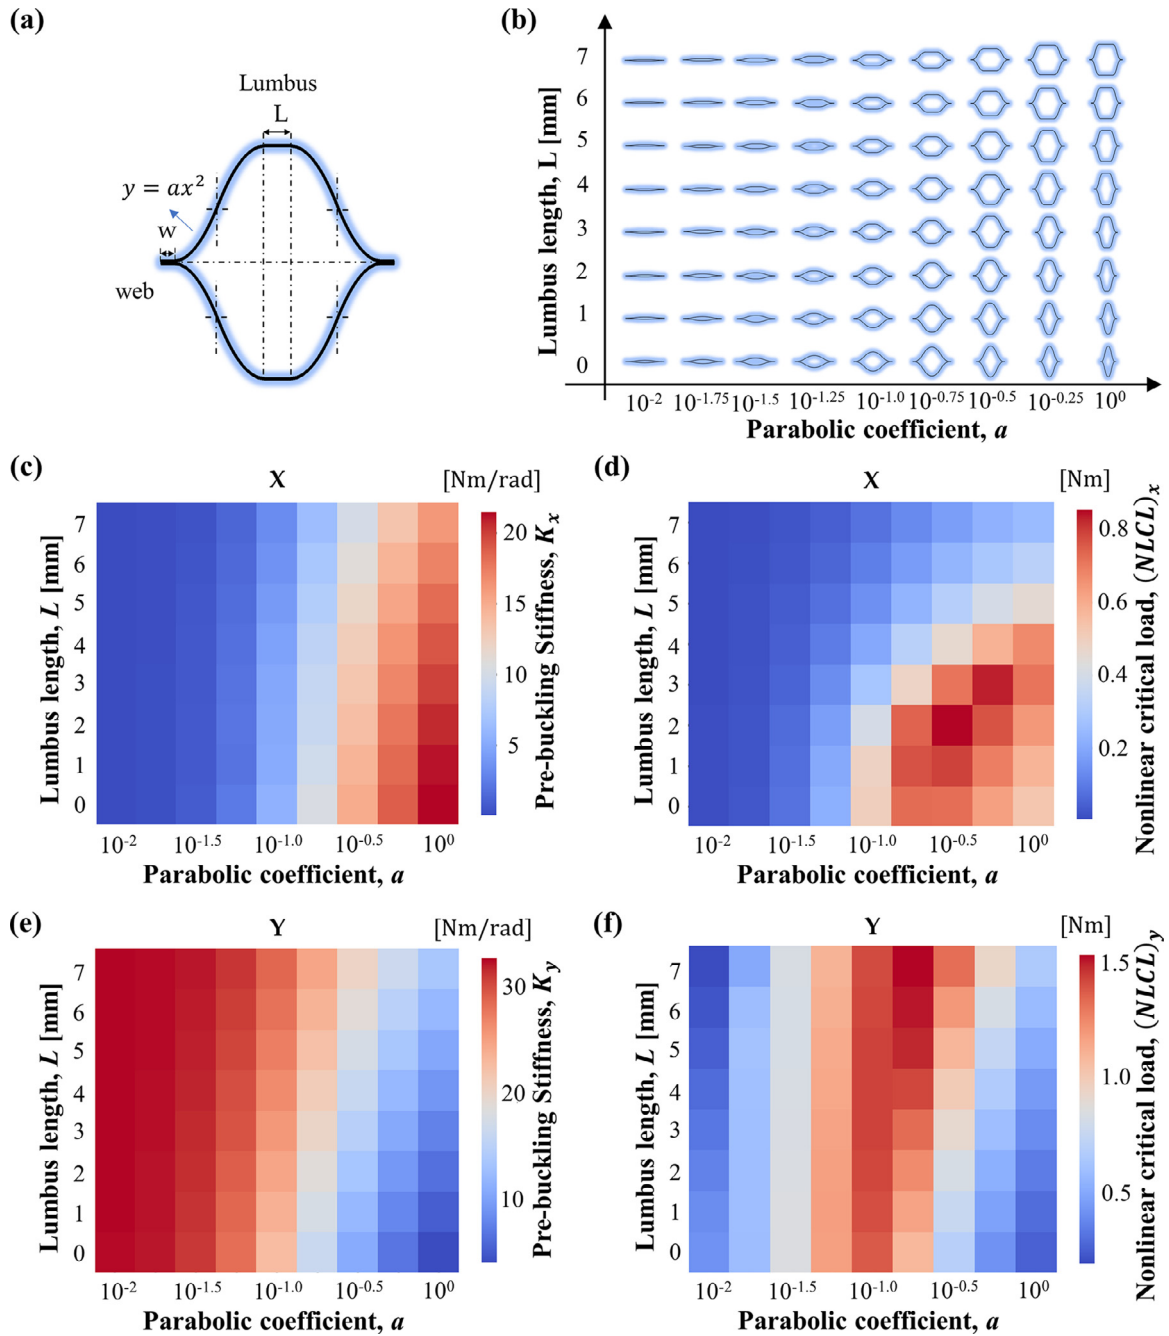 (a)
Lumbus
L
y = ax²
w
web
(b)
Lumbus length, L [mm]
7
6
5
4
3
2
1
0
10⁻² 10⁻¹·⁷⁵ 10⁻¹·⁵ 10⁻¹·²⁵ 10⁻¹·⁰ 10⁻⁰·⁷⁵ 10⁻⁰·⁵ 10⁻⁰·²⁵ 10⁰
Parabolic coefficient, a
(c)
X
[Nm/rad]
Lumbus length, L [mm]
7
6
5
4
3
2
1
0
10⁻² 10⁻¹·⁵ 10⁻¹·⁰ 10⁻⁰·⁵ 10⁰
Parabolic coefficient, a
20
15
10
5
Pre-buckling Stiffness, Kₓ
(d)
X
[Nm]
Lumbus length, L [mm]
7
6
5
4
3
2
1
0
10⁻² 10⁻¹·⁵ 10⁻¹·⁰ 10⁻⁰·⁵ 10⁰
Parabolic coefficient, a
0.8
0.6
0.4
0.2
Nonlinear critical load, (NLCL)ₓ
(e)
Y
[Nm/rad]
Lumbus length, L [mm]
7
6
5
4
3
2
1
0
10⁻² 10⁻¹·⁵ 10⁻¹·⁰ 10⁻⁰·⁵ 10⁰
Parabolic coefficient, a
30
20
10
Pre-buckling Stiffness, K_y
(f)
Y
[Nm]
Lumbus length, L [mm]
7
6
5
4
3
2
1
0
10⁻² 10⁻¹·⁵ 10⁻¹·⁰ 10⁻⁰·⁵ 10⁰
Parabolic coefficient, a
1.5
1.0
0.5
Nonlinear critical load, (NLCL)_y